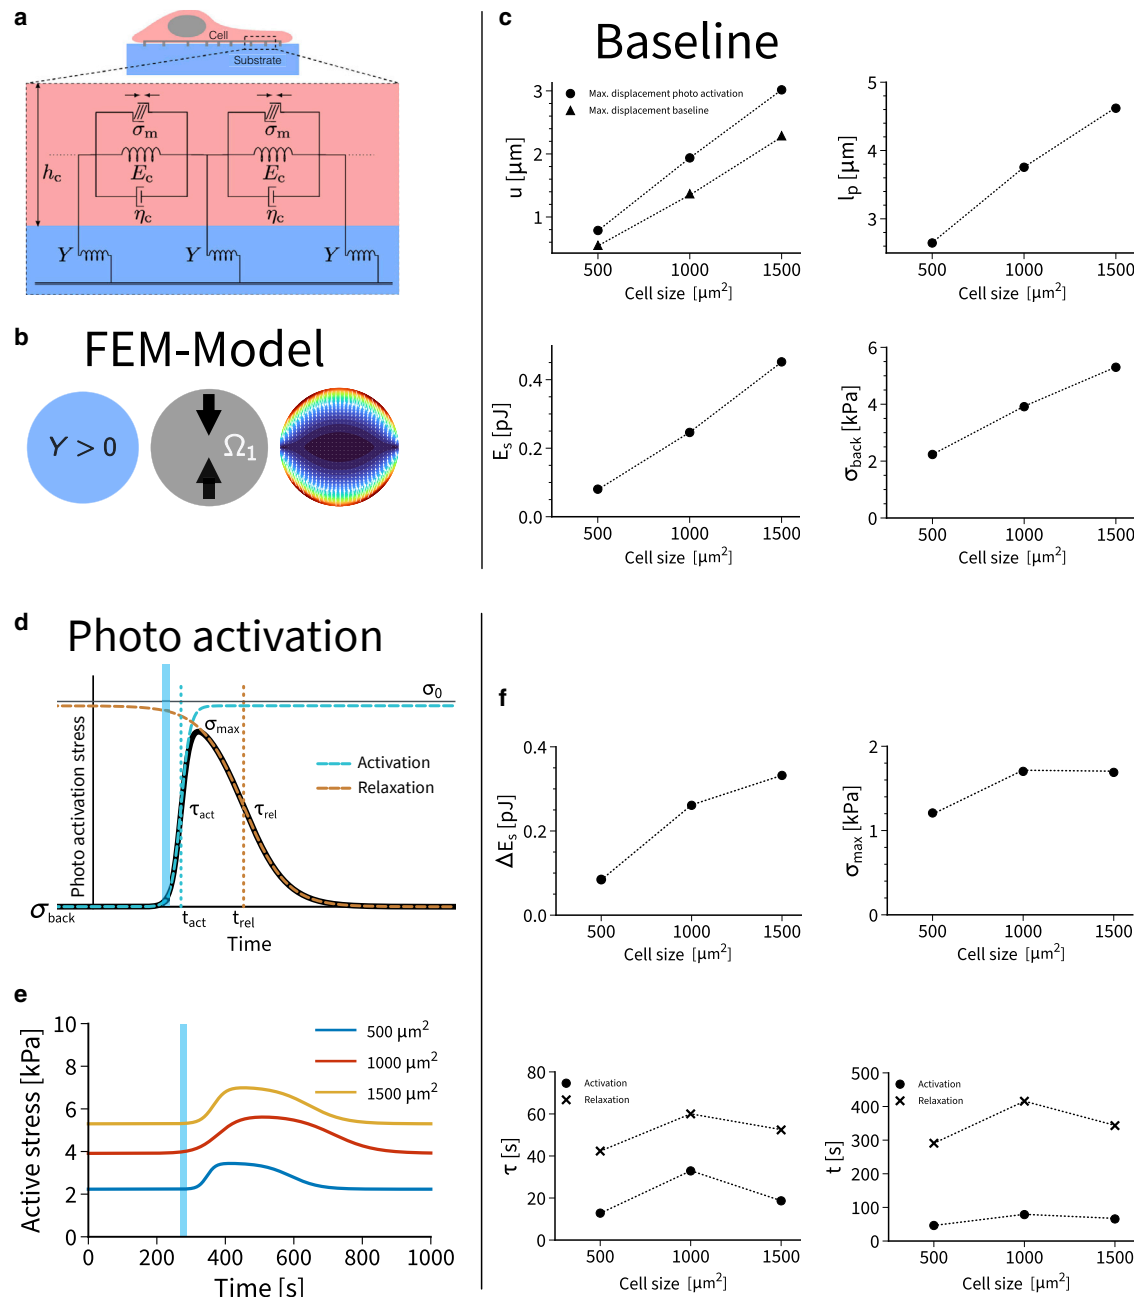 a
Cell
Substrate
σm σm
hc Ec Ec
ηc ηc
Y Y Y
b
FEM-Model
Y > 0
Ω1
c
Baseline
Max. displacement photo activation
Max. displacement baseline
u [μm]
3
2
1
500 1000 1500
Cell size [μm²]
lp [μm]
5
4
3
500 1000 1500
Cell size [μm²]
Es [pJ]
0.4
0.2
0.0
500 1000 1500
Cell size [μm²]
σback [kPa]
6
4
2
0
500 1000 1500
Cell size [μm²]
d
Photo activation
Photo activation stress
σ0
σmax
Activation
Relaxation
τact τrel
σback
tact trel
Time
e
Active stress [kPa]
10
8
6
4
2
0
500 μm²
1000 μm²
1500 μm²
0 200 400 600 800 1000
Time [s]
f
ΔEs [pJ]
0.4
0.2
0.0
500 1000 1500
Cell size [μm²]
σmax [kPa]
2
1
0
500 1000 1500
Cell size [μm²]
τ [s]
80
60
40
20
0
Activation
Relaxation
500 1000 1500
Cell size [μm²]
t [s]
500
400
300
200
100
0
Activation
Relaxation
500 1000 1500
Cell size [μm²]